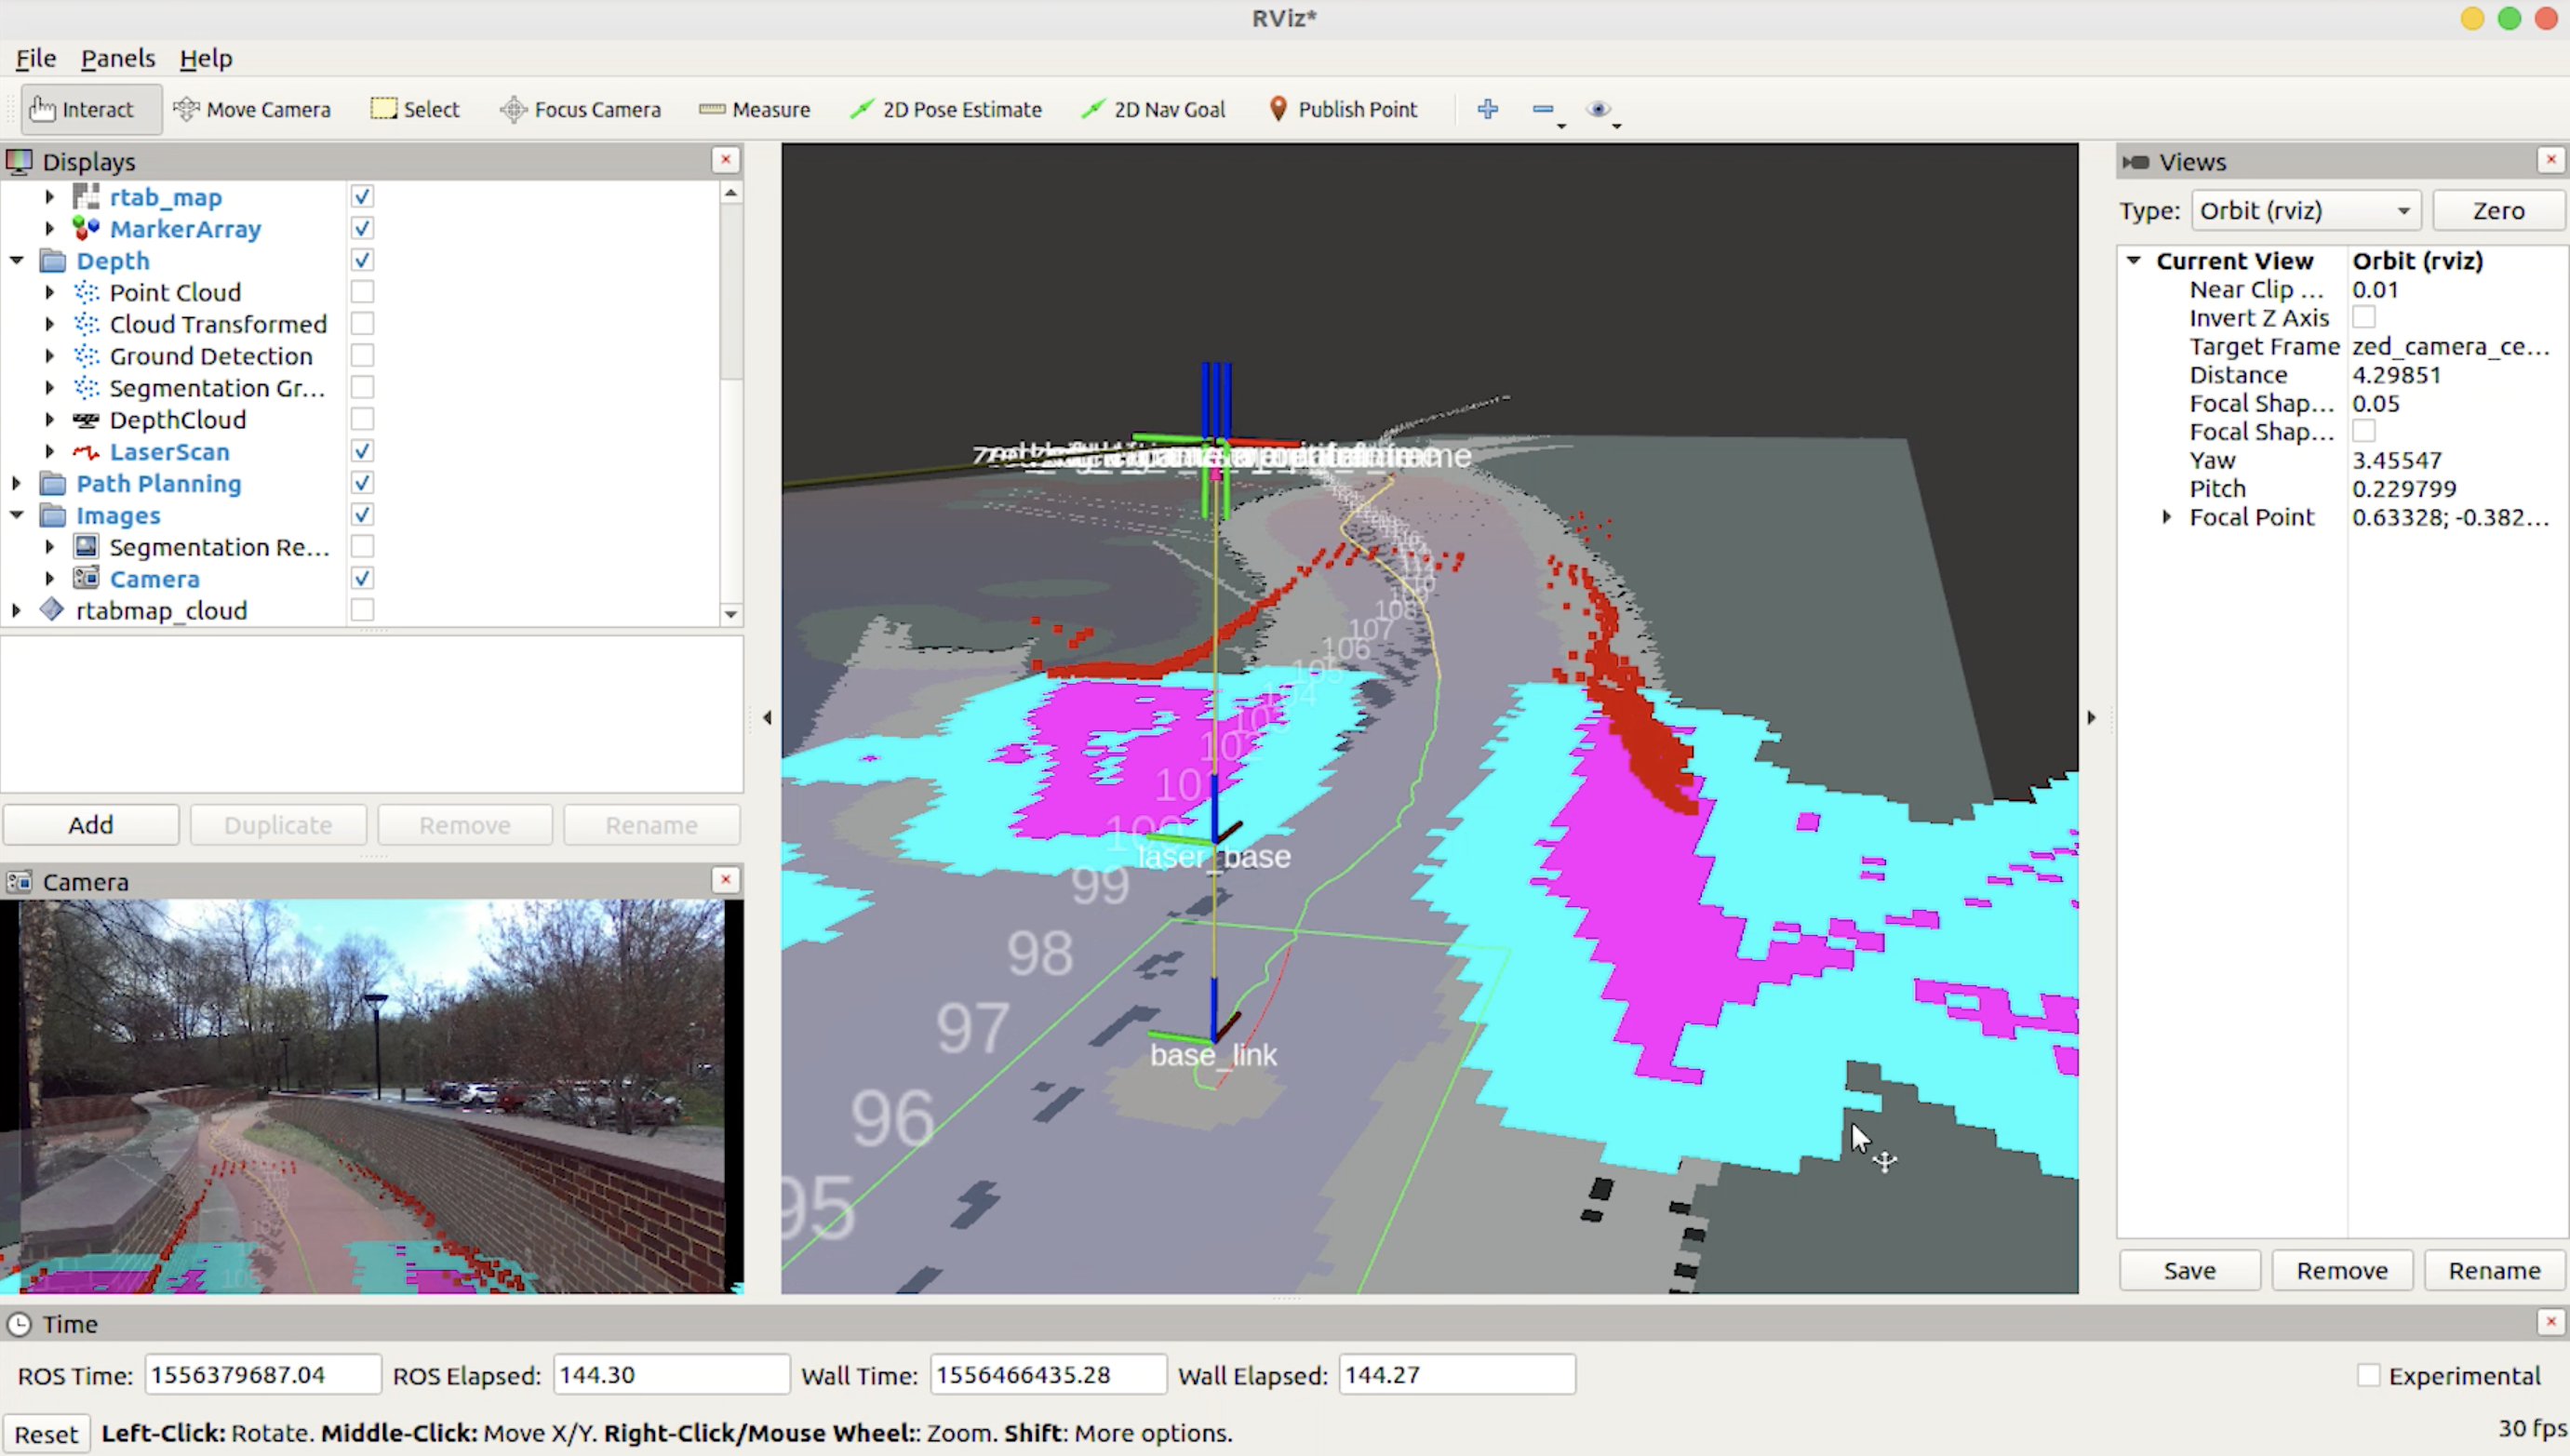 RViz*
File Panels Help
Interact Move Camera Select Focus Camera Measure 2D Pose Estimate 2D Nav Goal Publish Point
Displays
rtab_map
MarkerArray
Depth
Point Cloud
Cloud Transformed
Ground Detection
Segmentation Gr...
DepthCloud
LaserScan
Path Planning
Images
Segmentation Re...
Camera
rtabmap_cloud
Add Duplicate Remove Rename
Camera
108
107
106
105
104
103
102
101
100
laser_base
99
98
97
base_link
96
95
Views
Type: Orbit (rviz) Zero
Current View Orbit (rviz)
Near Clip ... 0.01
Invert Z Axis
Target Frame zed_camera_ce...
Distance 4.29851
Focal Shap... 0.05
Focal Shap...
Yaw 3.45547
Pitch 0.229799
Focal Point 0.63328; -0.382...
Save Remove Rename
Time
ROS Time: 1556379687.04 ROS Elapsed: 144.30 Wall Time: 1556466435.28 Wall Elapsed: 144.27 Experimental
Reset Left-Click: Rotate. Middle-Click: Move X/Y. Right-Click/Mouse Wheel:: Zoom. Shift: More options. 30 fps